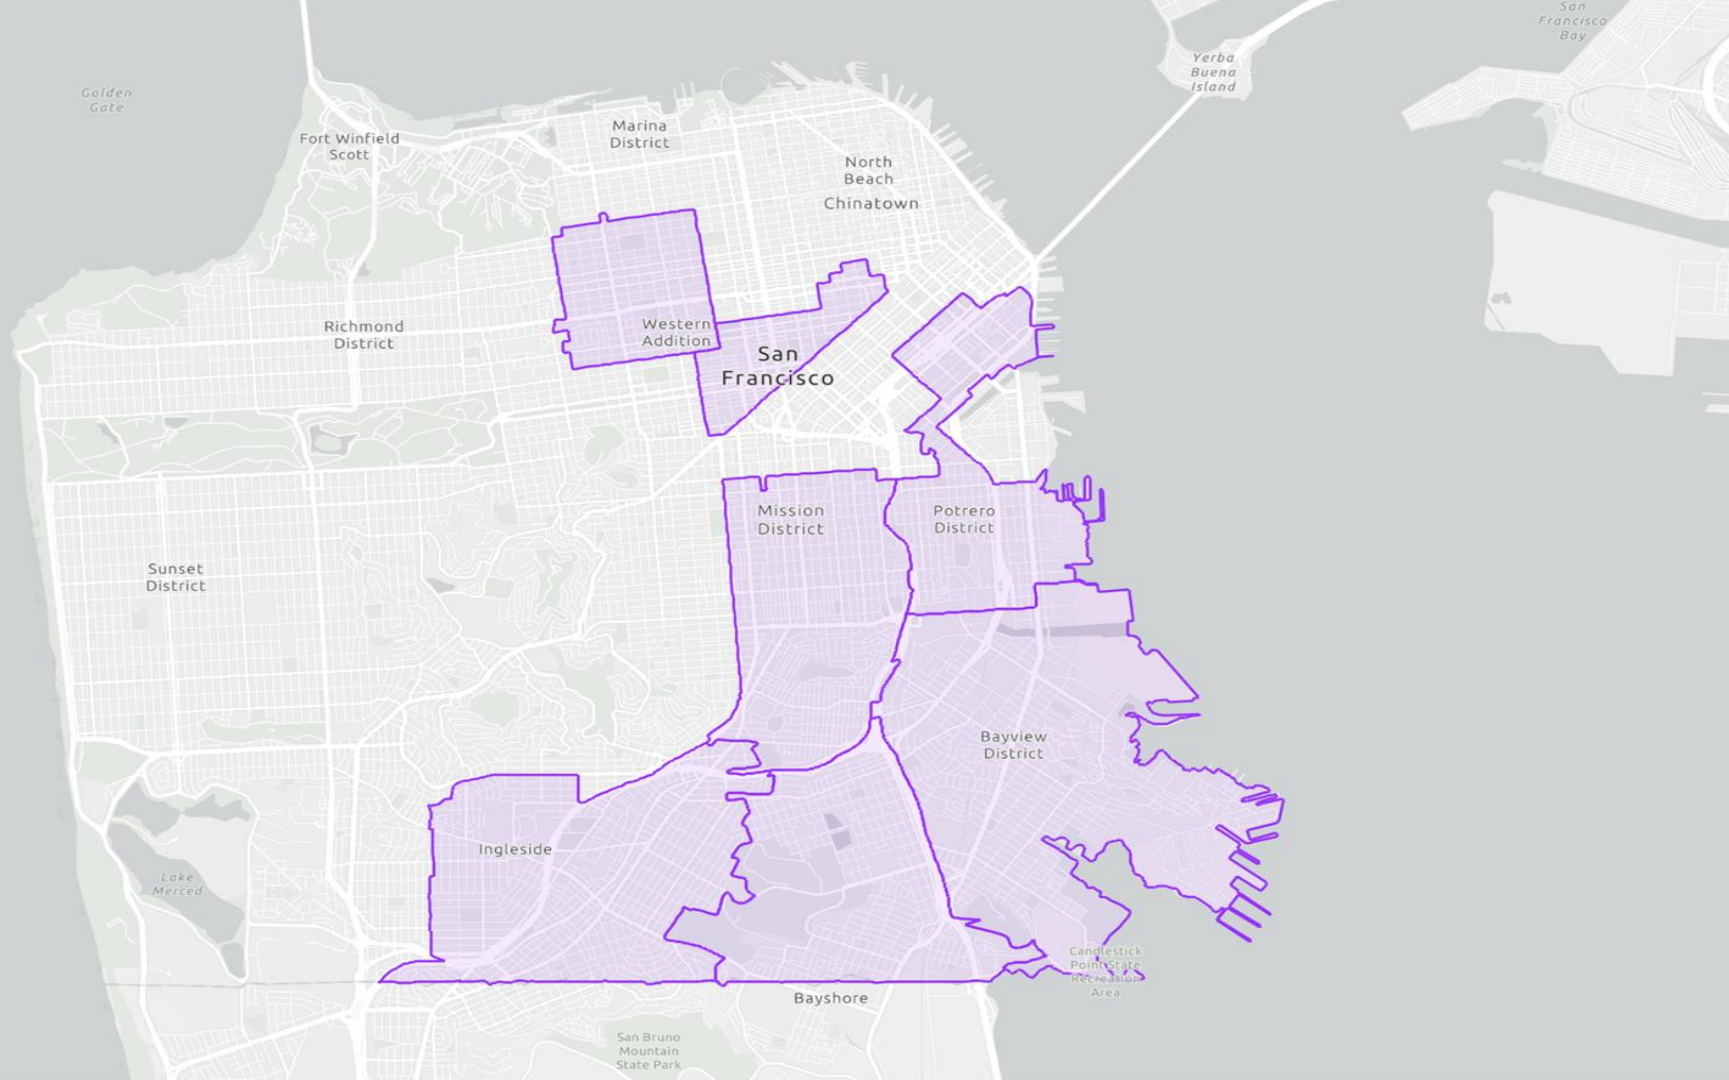 San
Francisco
Bay
Yerba
Buena
Island
Golden
Gate
Marina
District
Fort Winfield
Scott
North
Beach
Chinatown
Richmond
District
Western
Addition
San
Francisco
Mission
District
Potrero
District
Sunset
District
Bayview
District
Ingleside
Lake
Merced
Candlestick
Point State
Recreation
Area
Bayshore
San Bruno
Mountain
State Park